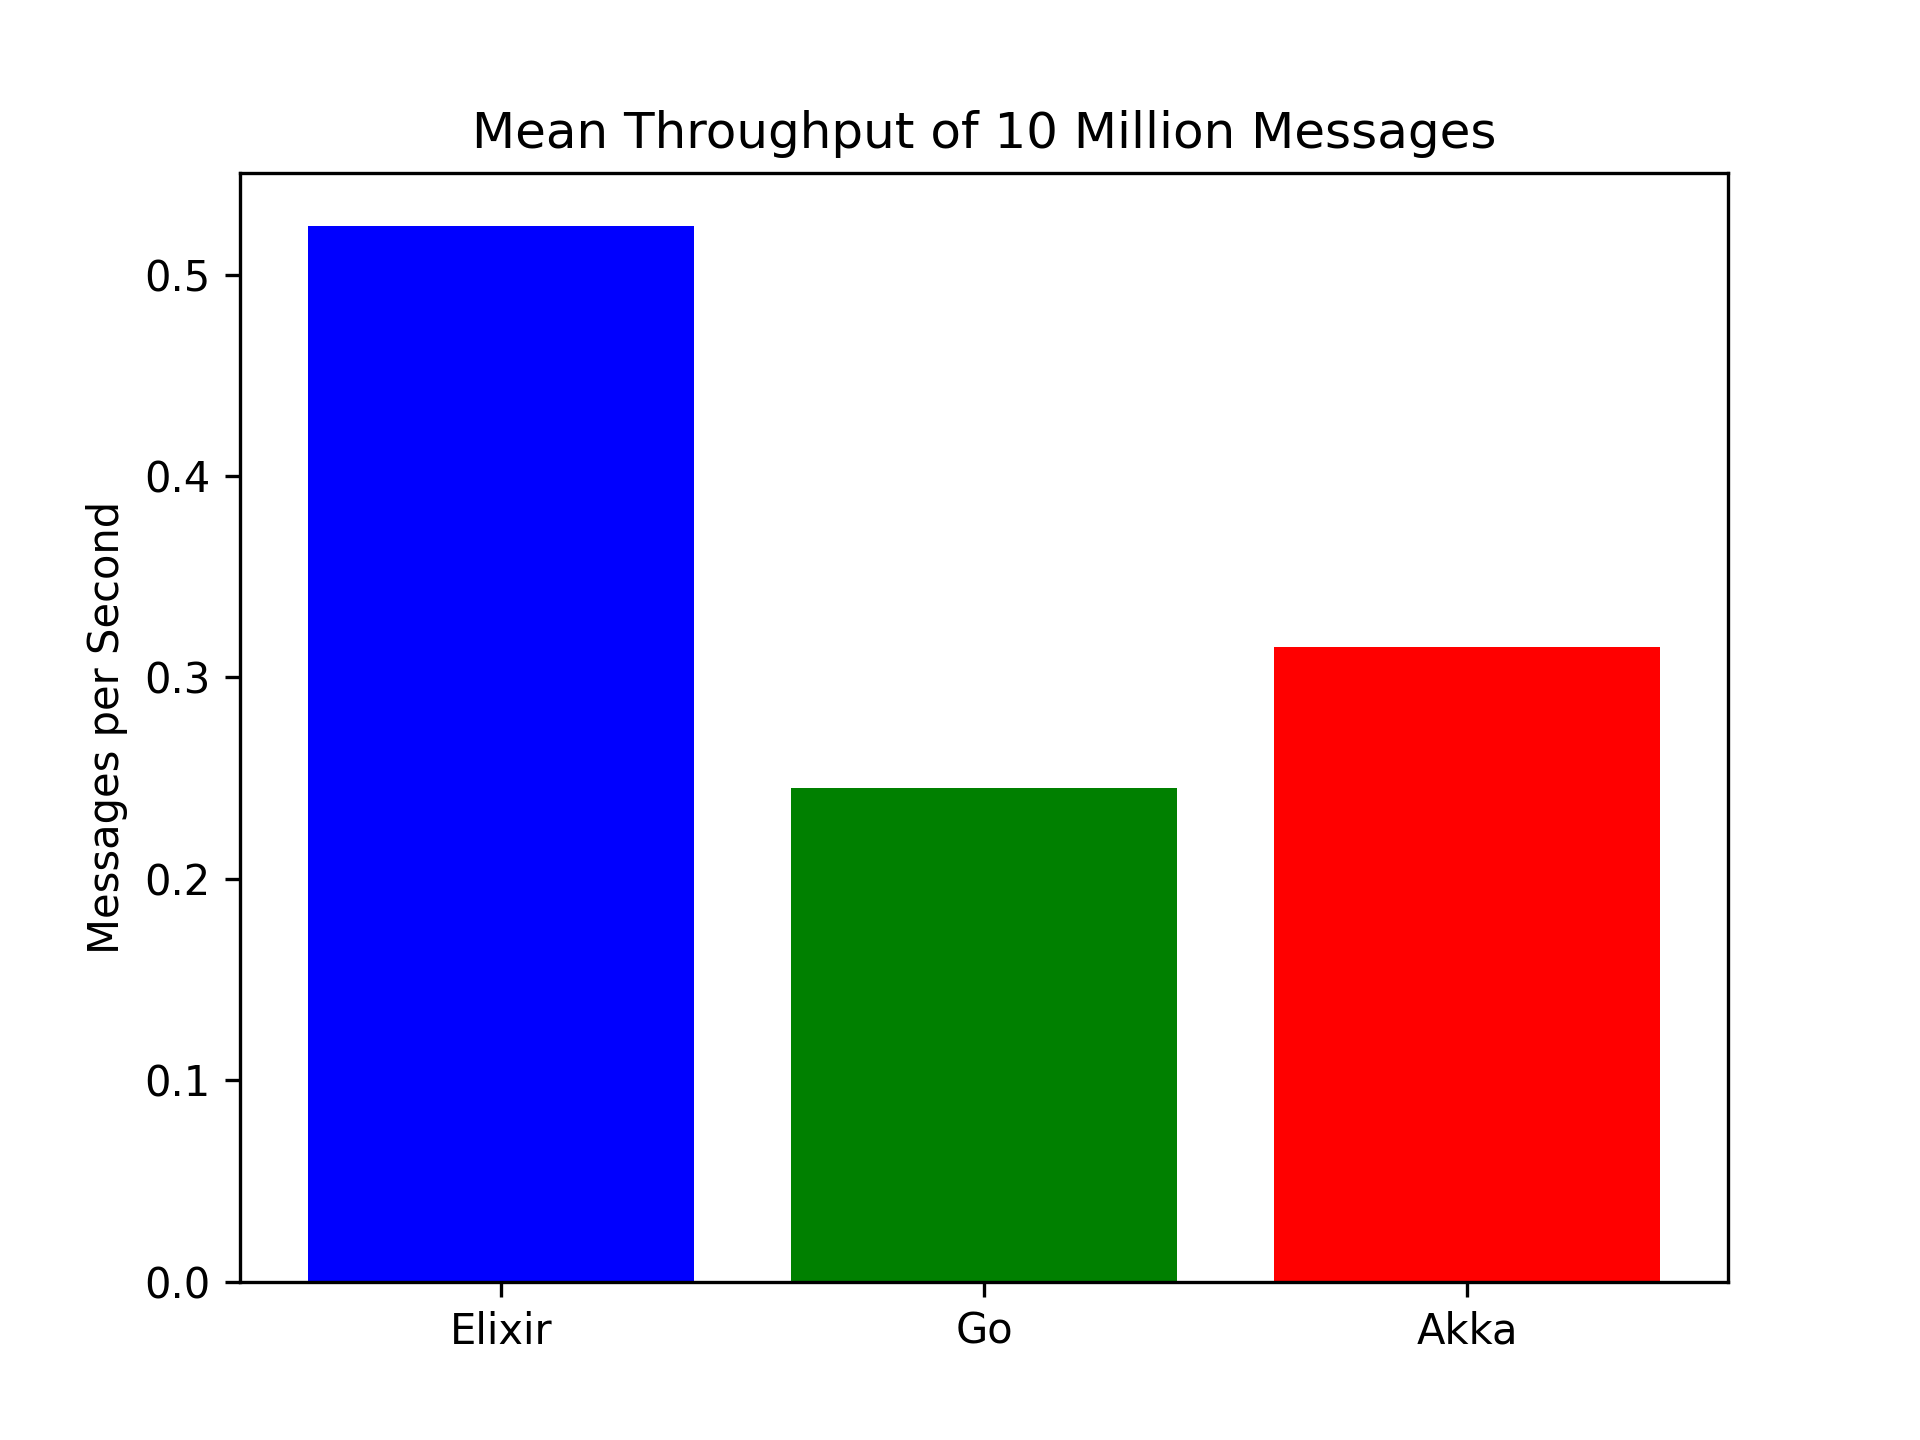 Mean Throughput of 10 Million Messages
Messages per Second
0.5
0.4
0.3
0.2
0.1
0.0
Elixir
Go
Akka